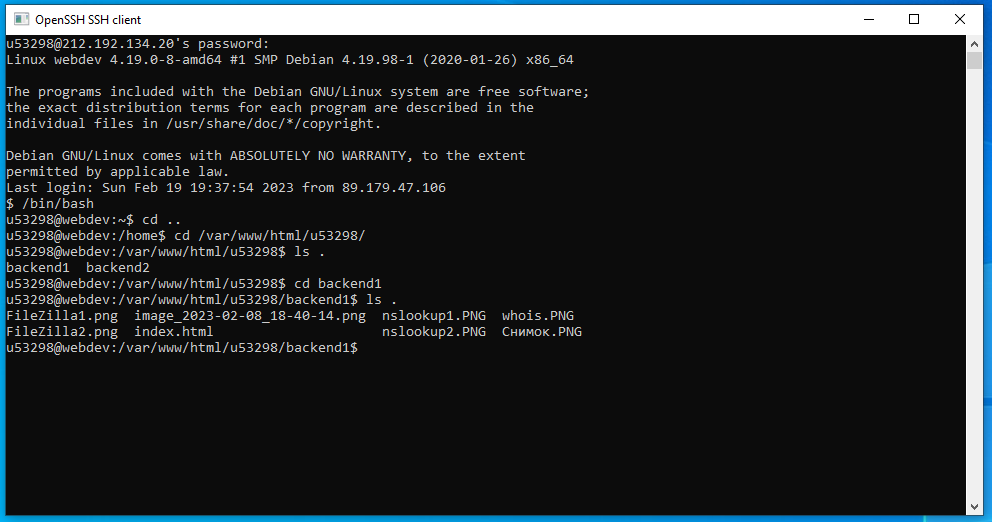 OpenSSH SSH client
u53298@212.192.134.20's password:
Linux webdev 4.19.0-8-amd64 #1 SMP Debian 4.19.98-1 (2020-01-26) x86_64
The programs included with the Debian GNU/Linux system are free software;
the exact distribution terms for each program are described in the
individual files in /usr/share/doc/*/copyright.
Debian GNU/Linux comes with ABSOLUTELY NO WARRANTY, to the extent
permitted by applicable law.
Last login: Sun Feb 19 19:37:54 2023 from 89.179.47.106
$ /bin/bash
u53298@webdev:~$ cd ..
u53298@webdev:/home$ cd /var/www/html/u53298/
u53298@webdev:/var/www/html/u53298$ ls .
backend1  backend2
u53298@webdev:/var/www/html/u53298$ cd backend1
u53298@webdev:/var/www/html/u53298/backend1$ ls .
FileZilla1.png  image_2023-02-08_18-40-14.png  nslookup1.PNG  whois.PNG
FileZilla2.png  index.html                     nslookup2.PNG  Снимок.PNG
u53298@webdev:/var/www/html/u53298/backend1$